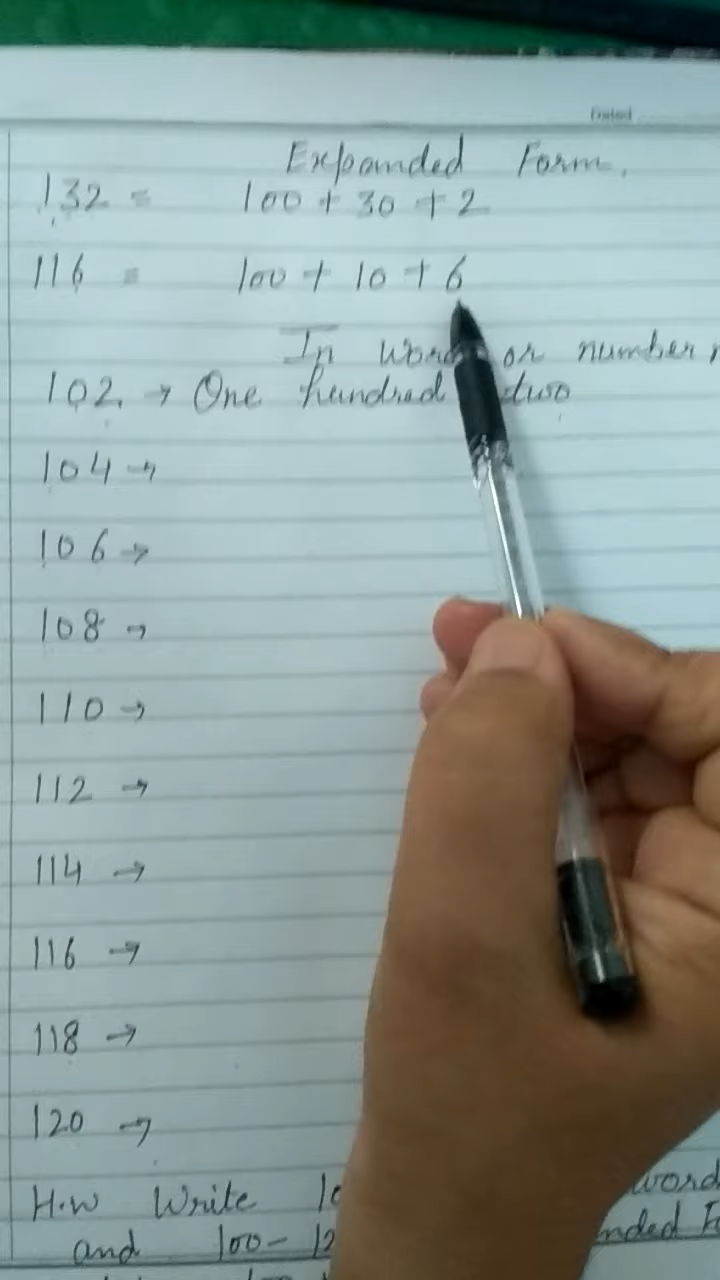 Expanded Form.
132 = 100 + 30 + 2
116 = 100 + 10 + 6
In or number
102. → One hundred two
104 →
106 →
108 →
110 →
112 →
114 →
116 →
118 →
120 →
H.W Write word
and 100-